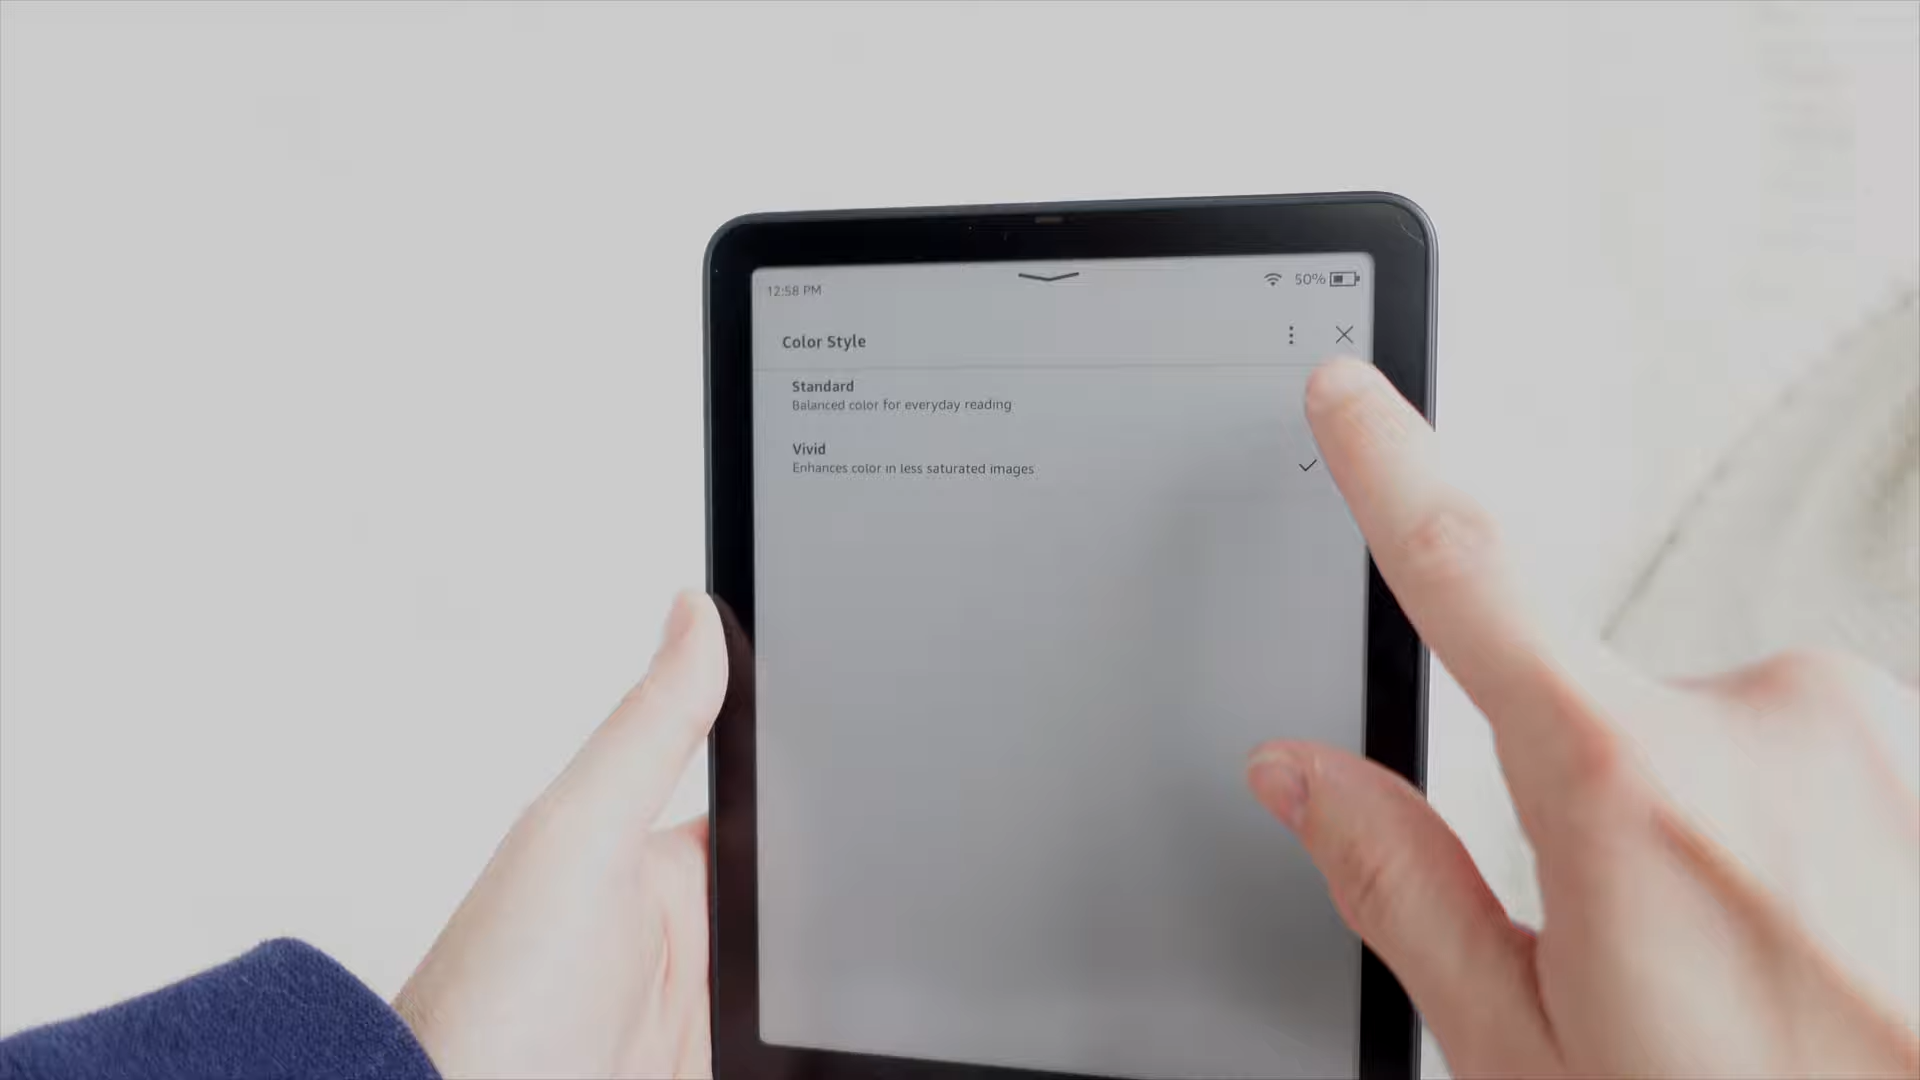 12:58 PM
50%
Color Style
Standard
Balanced color for everyday reading
Vivid
Enhances color in less saturated images